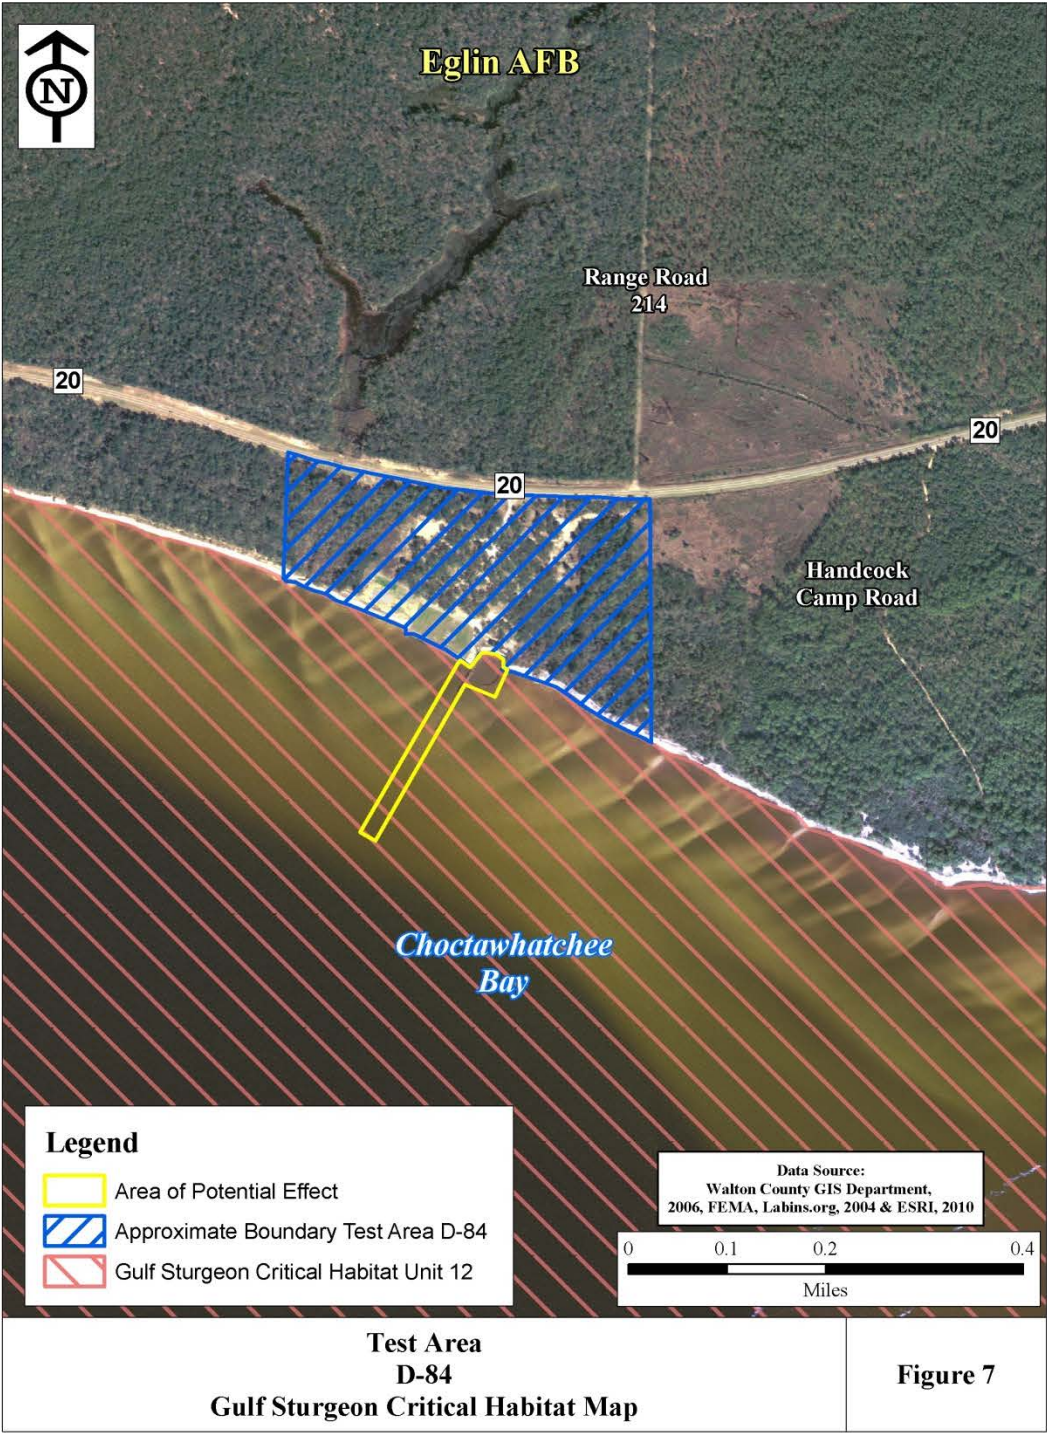 N
Eglin AFB
Range Road
214
20
20
20
Handcock
Camp Road
Choctawhatchee
Bay
Legend
Area of Potential Effect
Approximate Boundary Test Area D-84
Gulf Sturgeon Critical Habitat Unit 12
Data Source:
Walton County GIS Department,
2006, FEMA, Labins.org, 2004 & ESRI, 2010
0 0.1 0.2 0.4
Miles
Test Area
D-84
Gulf Sturgeon Critical Habitat Map
Figure 7